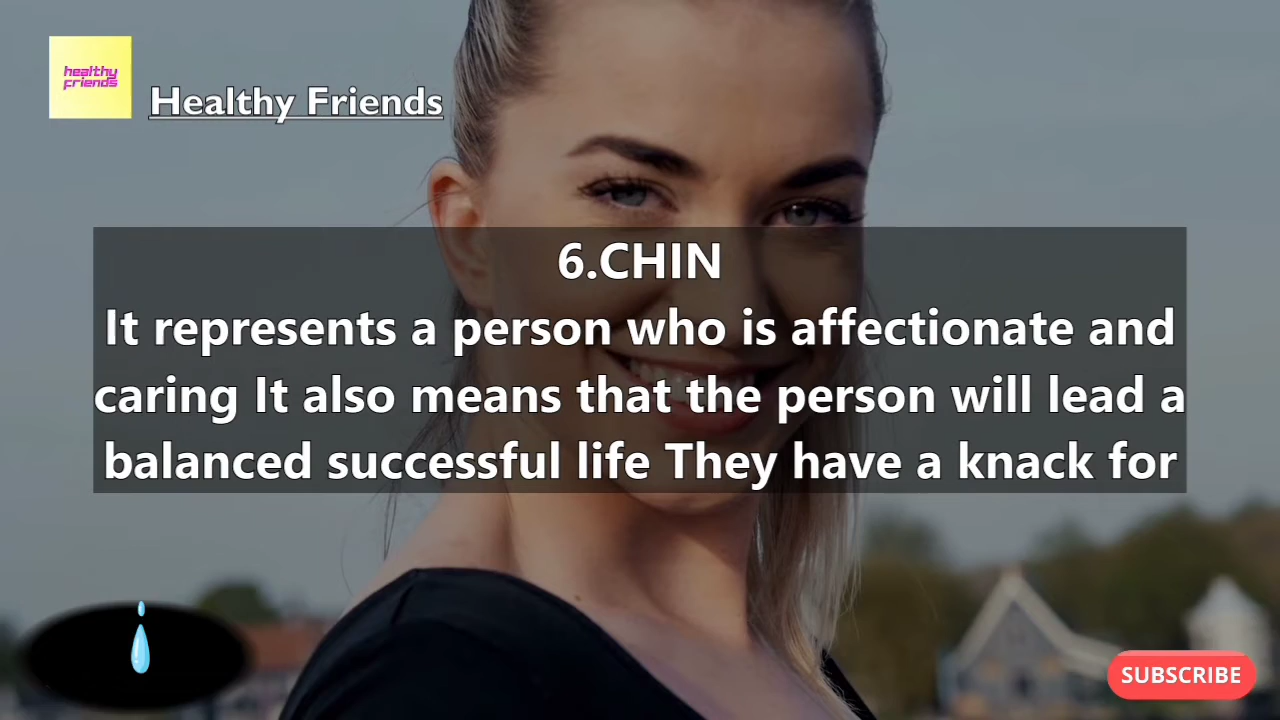 healthy
friends
Healthy Friends
6.CHIN
It represents a person who is affectionate and
caring It also means that the person will lead a
balanced successful life They have a knack for
SUBSCRIBE